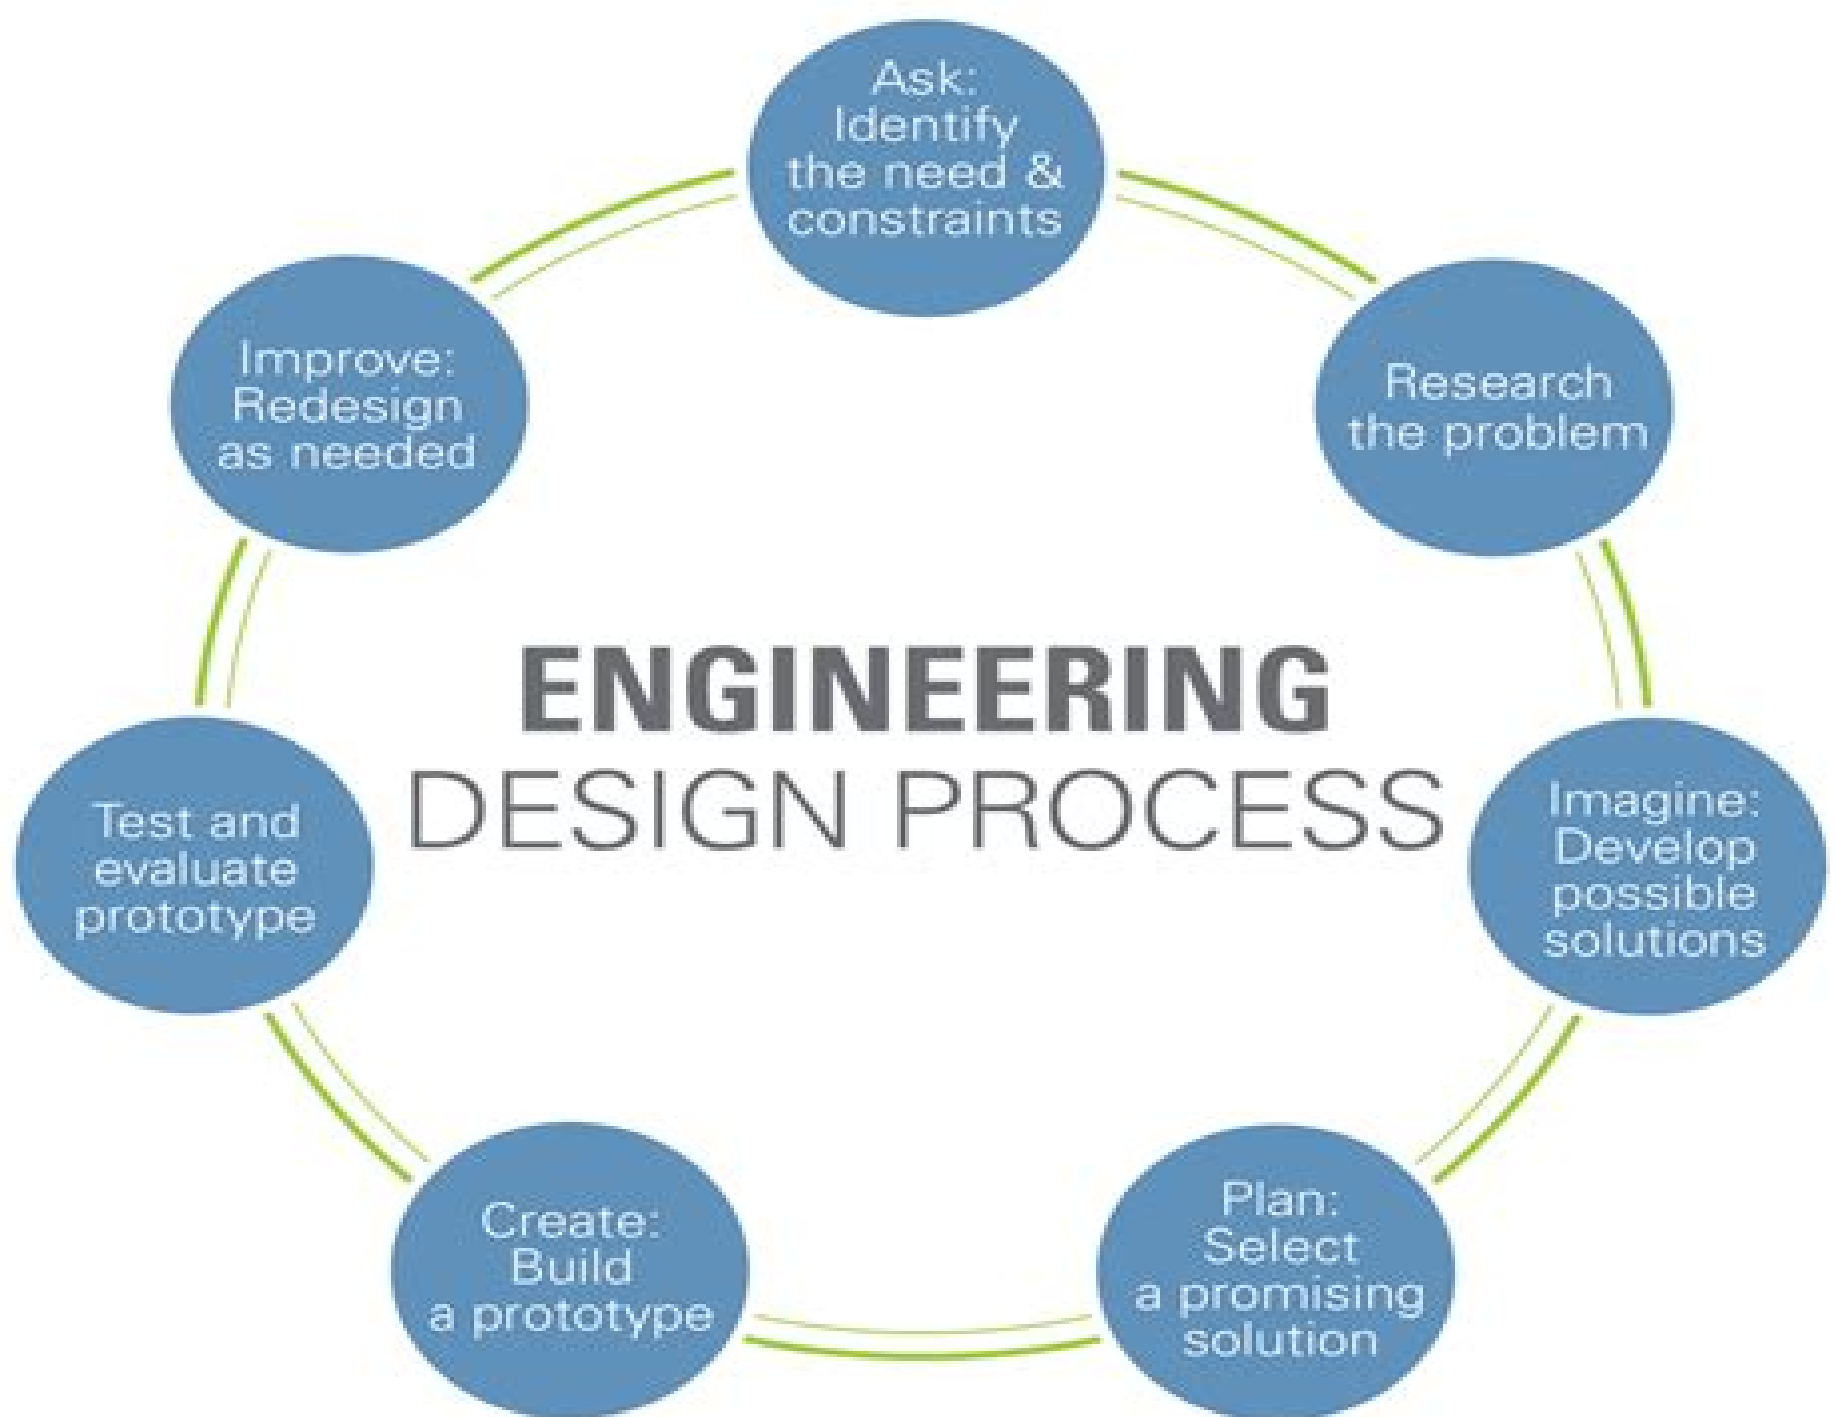 Ask:
Identify
the need &
constraints
Research
the problem
Imagine:
Develop
possible
solutions
Plan:
Select
a promising
solution
Create:
Build
a prototype
Test and
evaluate
prototype
Improve:
Redesign
as needed
ENGINEERING
DESIGN PROCESS